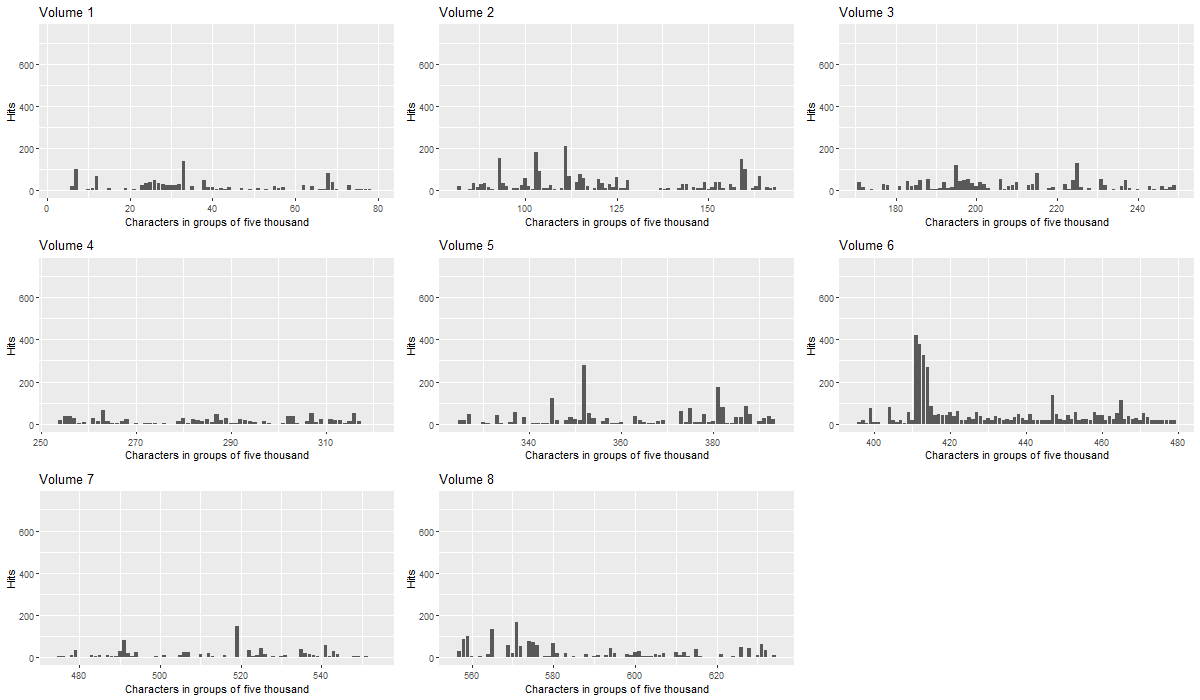 Volume 1
Hits
600
400
200
0
0 20 40 60 80
Characters in groups of five thousand
Volume 2
Hits
600
400
200
0
100 125 150
Characters in groups of five thousand
Volume 3
Hits
600
400
200
0
180 200 220 240
Characters in groups of five thousand
Volume 4
Hits
600
400
200
0
250 270 290 310
Characters in groups of five thousand
Volume 5
Hits
600
400
200
0
340 360 380
Characters in groups of five thousand
Volume 6
Hits
600
400
200
0
400 420 440 460 480
Characters in groups of five thousand
Volume 7
Hits
600
400
200
0
480 500 520 540
Characters in groups of five thousand
Volume 8
Hits
600
400
200
0
560 580 600 620
Characters in groups of five thousand